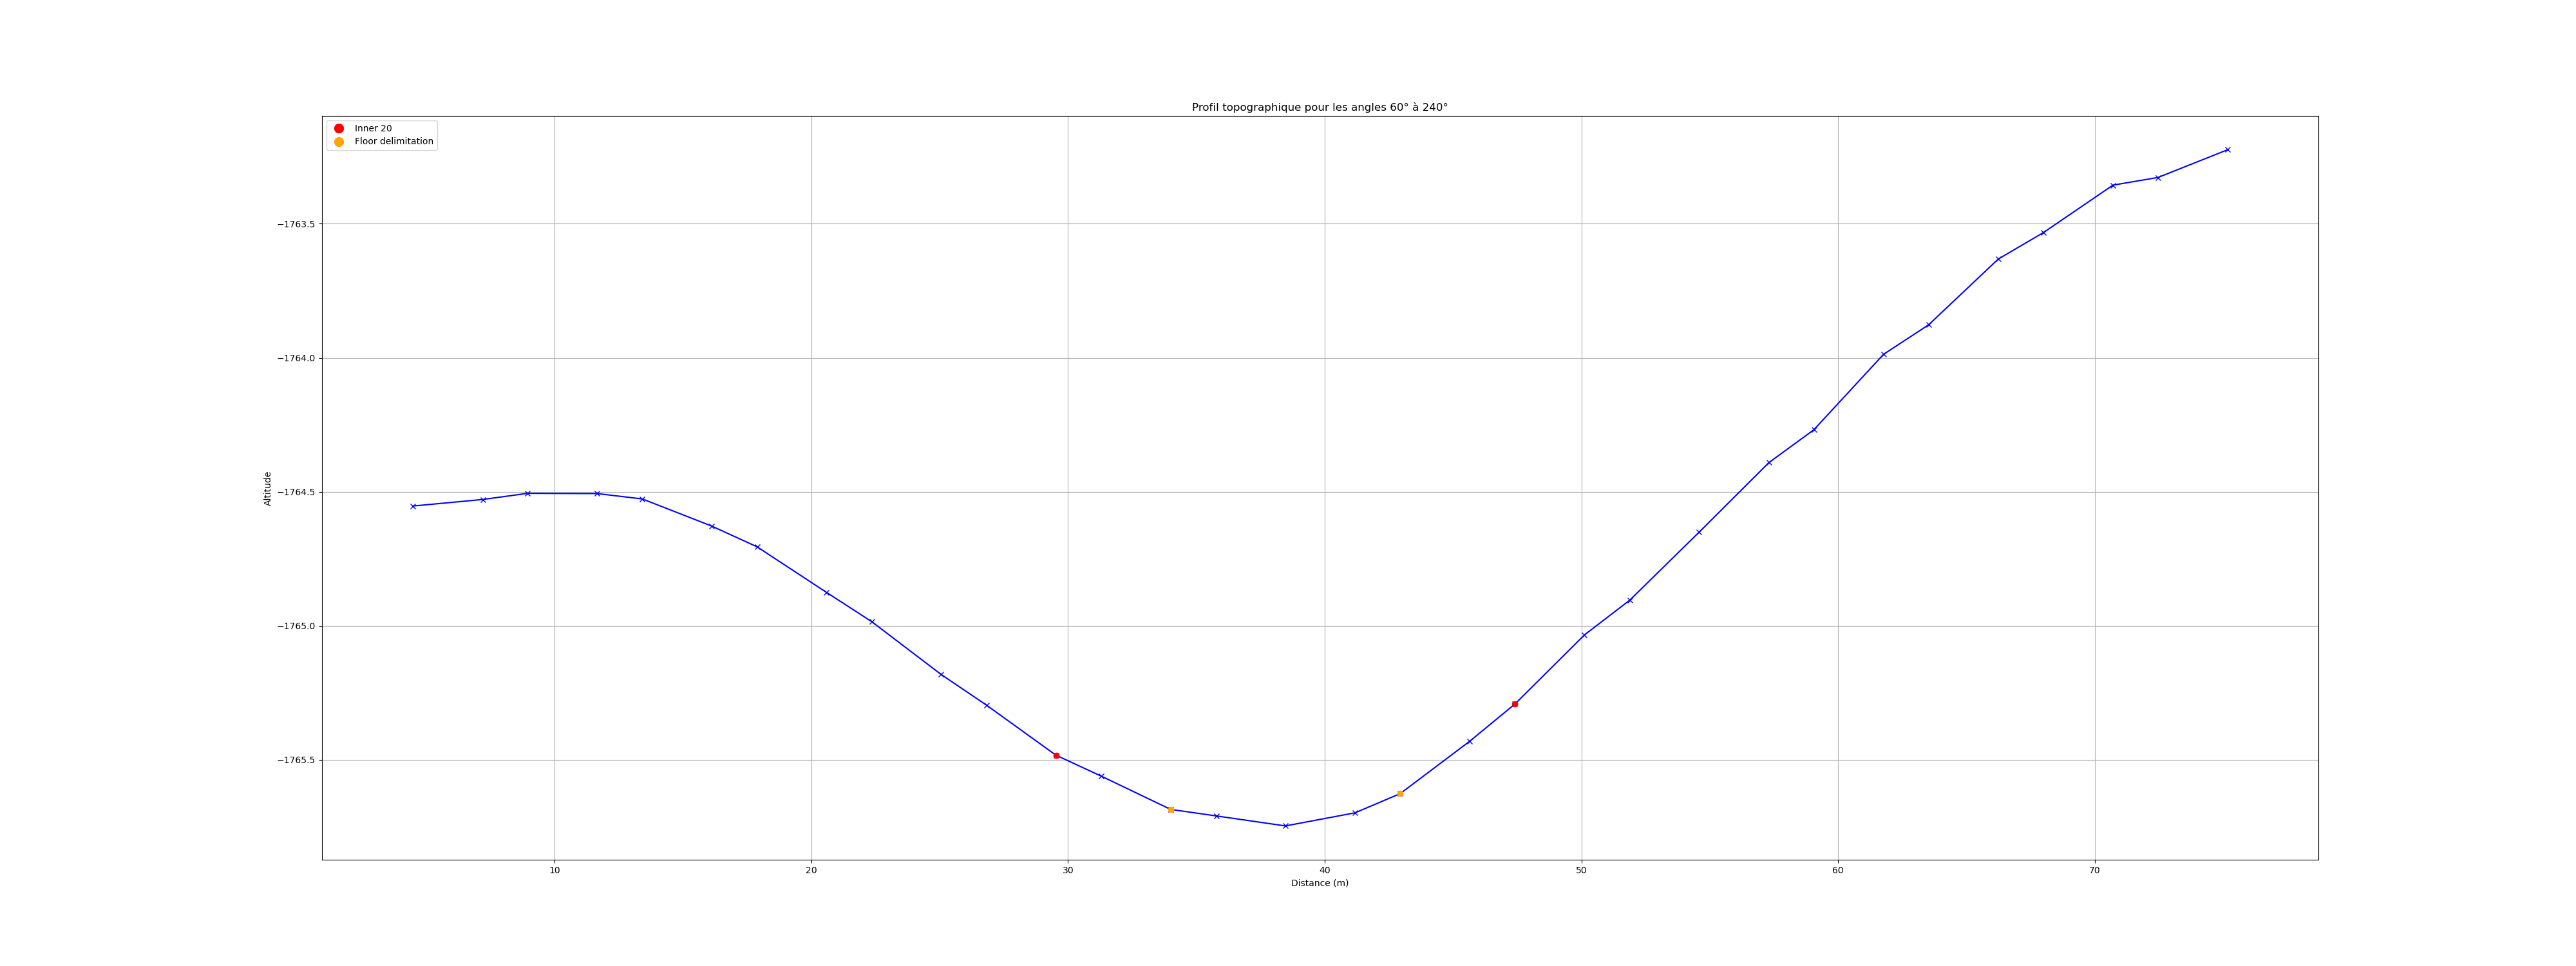 Profil topographique pour les angles 60° à 240°
Inner 20
Floor delimitation
−1763.5
−1764.0
−1764.5
−1765.0
−1765.5
Altitude
10 20 30 40 50 60 70
Distance (m)